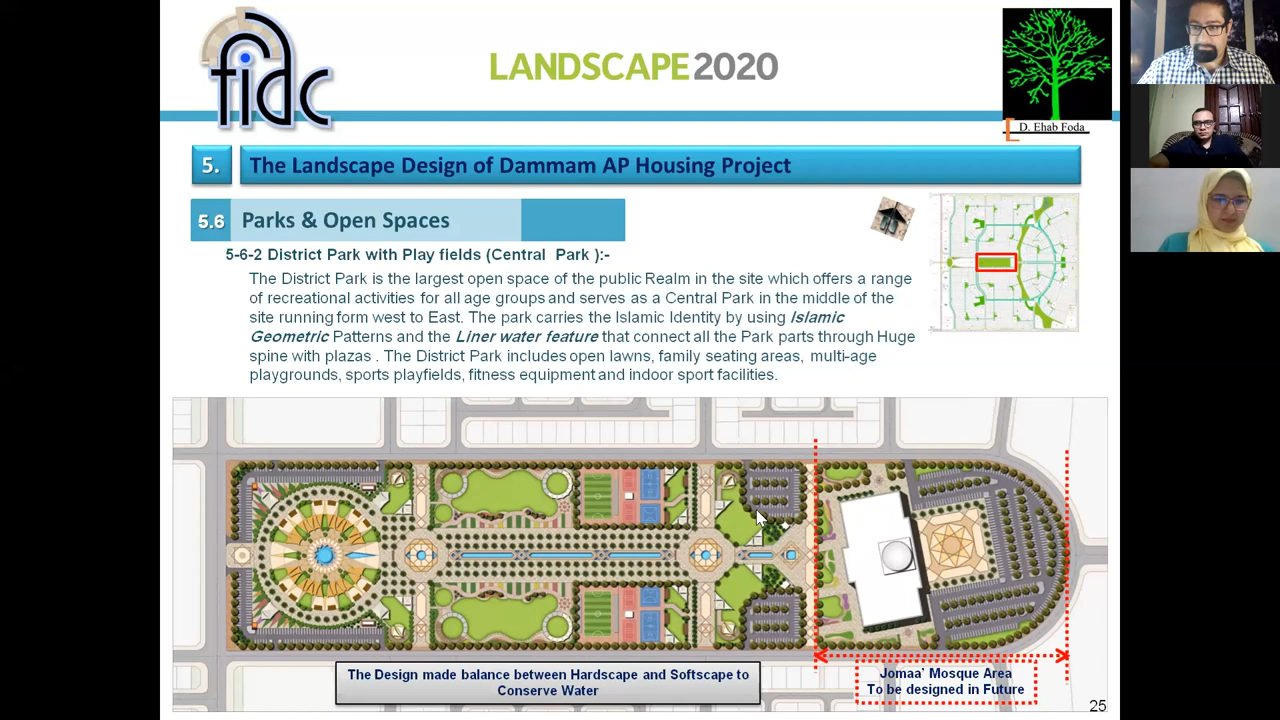 fidc
LANDSCAPE2020
D. Ehab Foda
5. The Landscape Design of Dammam AP Housing Project
5.6 Parks & Open Spaces
5-6-2 District Park with Play fields (Central Park ):-
The District Park is the largest open space of the public Realm in the site which offers a range
of recreational activities for all age groups and serves as a Central Park in the middle of the
site running form west to East. The park carries the Islamic Identity by using Islamic
Geometric Patterns and the Liner water feature that connect all the Park parts through Huge
spine with plazas . The District Park includes open lawns, family seating areas, multi-age
playgrounds, sports playfields, fitness equipment and indoor sport facilities.
The Design made balance between Hardscape and Softscape to
Conserve Water
Jomaa' Mosque Area
To be designed in Future
25